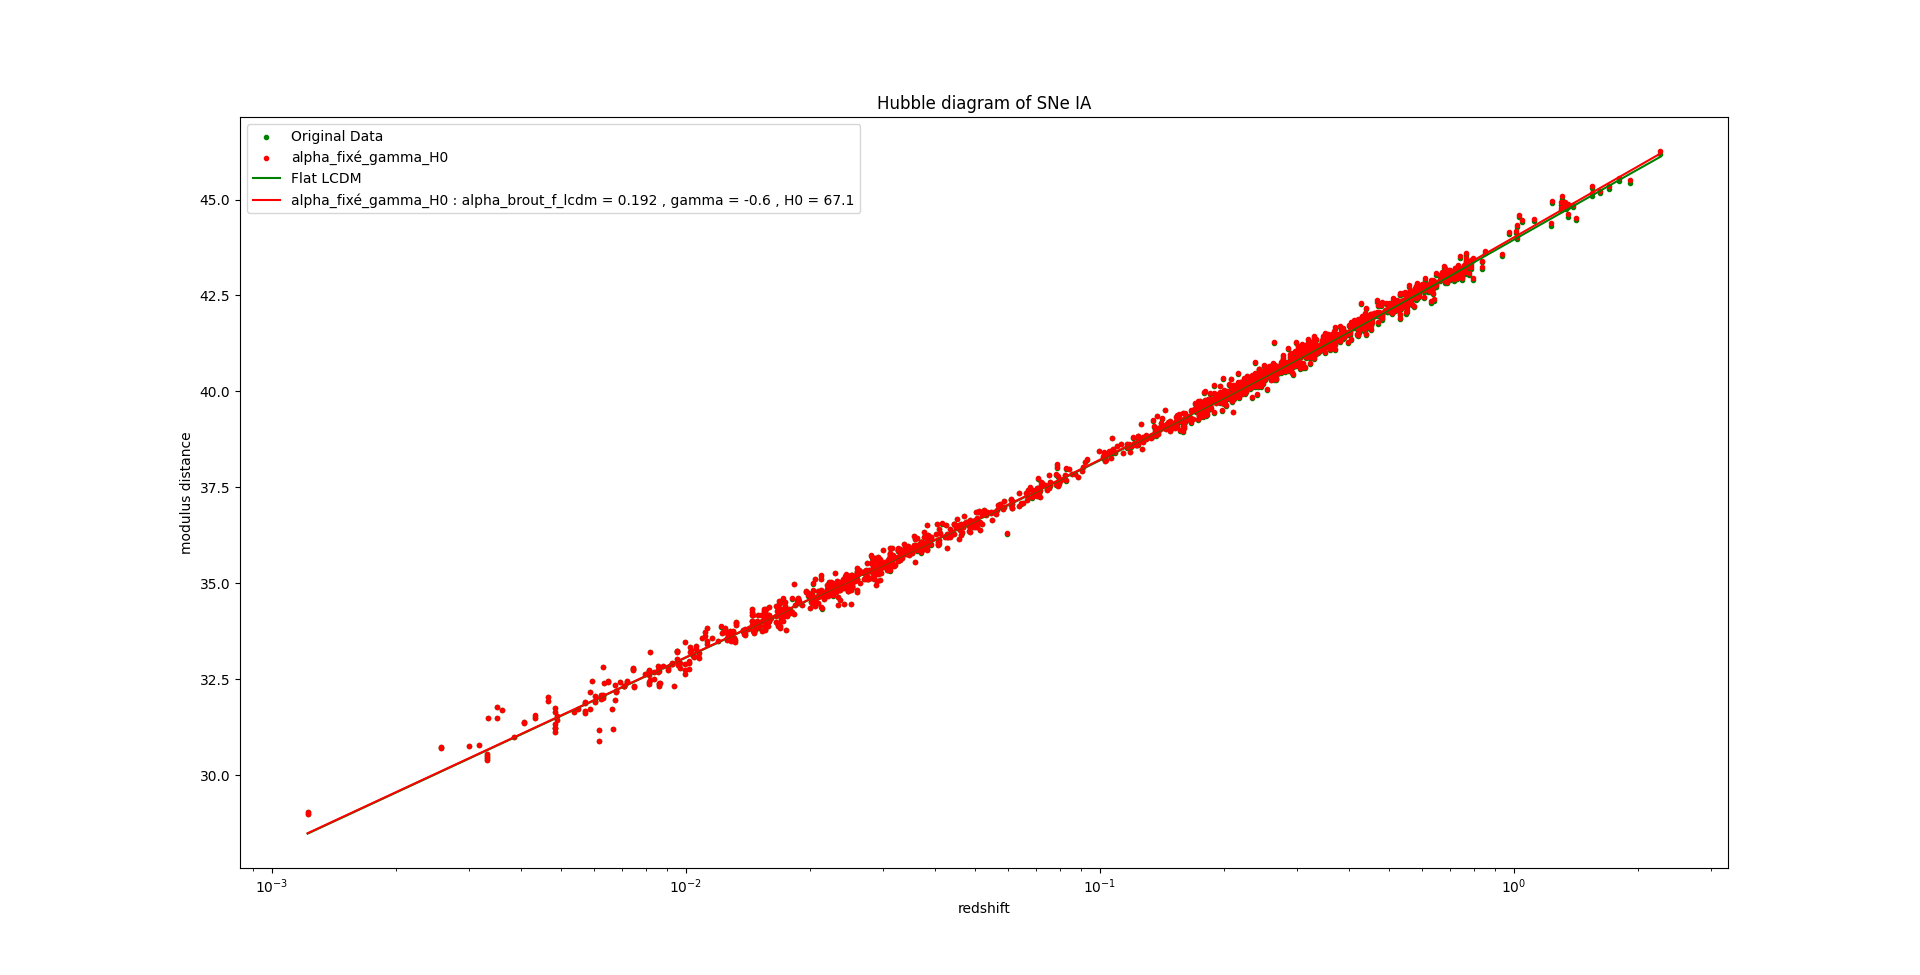 Hubble diagram of SNe IA
Original Data
alpha_fixé_gamma_H0
Flat LCDM
alpha_fixé_gamma_H0 : alpha_brout_f_lcdm = 0.192 , gamma = -0.6 , H0 = 67.1
45.0
42.5
40.0
37.5
35.0
32.5
30.0
modulus distance
10⁻³ 10⁻² 10⁻¹ 10⁰
redshift